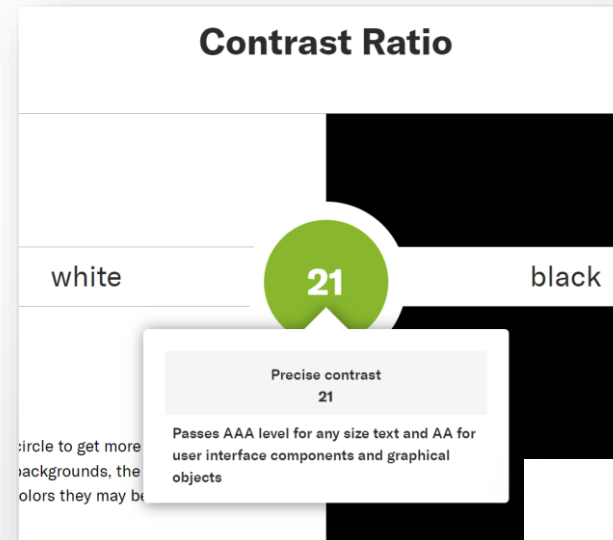 Contrast Ratio
white
21
black
Precise contrast
21
Passes AAA level for any size text and AA for
user interface components and graphical
objects
circle to get more
backgrounds, the
colors they may be